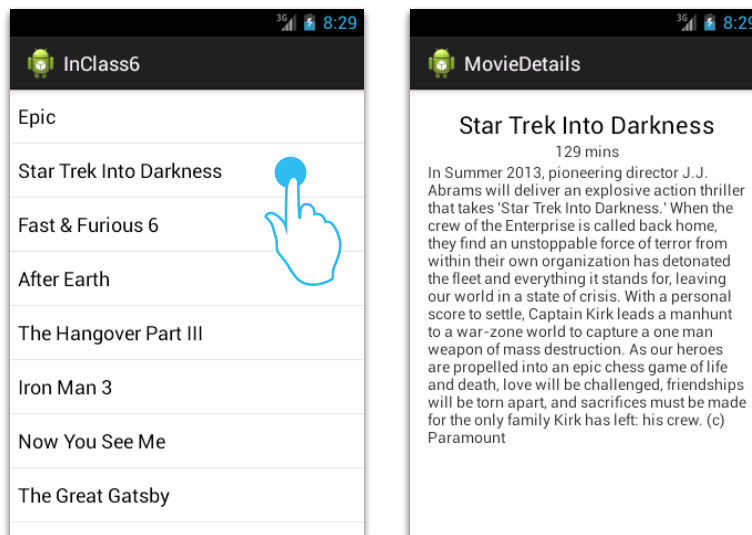 3G 8:29
InClass6
Epic
Star Trek Into Darkness
Fast & Furious 6
After Earth
The Hangover Part III
Iron Man 3
Now You See Me
The Great Gatsby
3G 8:29
MovieDetails
Star Trek Into Darkness
129 mins
In Summer 2013, pioneering director J.J.
Abrams will deliver an explosive action thriller
that takes 'Star Trek Into Darkness.' When the
crew of the Enterprise is called back home,
they find an unstoppable force of terror from
within their own organization has detonated
the fleet and everything it stands for, leaving
our world in a state of crisis. With a personal
score to settle, Captain Kirk leads a manhunt
to a war-zone world to capture a one man
weapon of mass destruction. As our heroes
are propelled into an epic chess game of life
and death, love will be challenged, friendships
will be torn apart, and sacrifices must be made
for the only family Kirk has left: his crew. (c)
Paramount